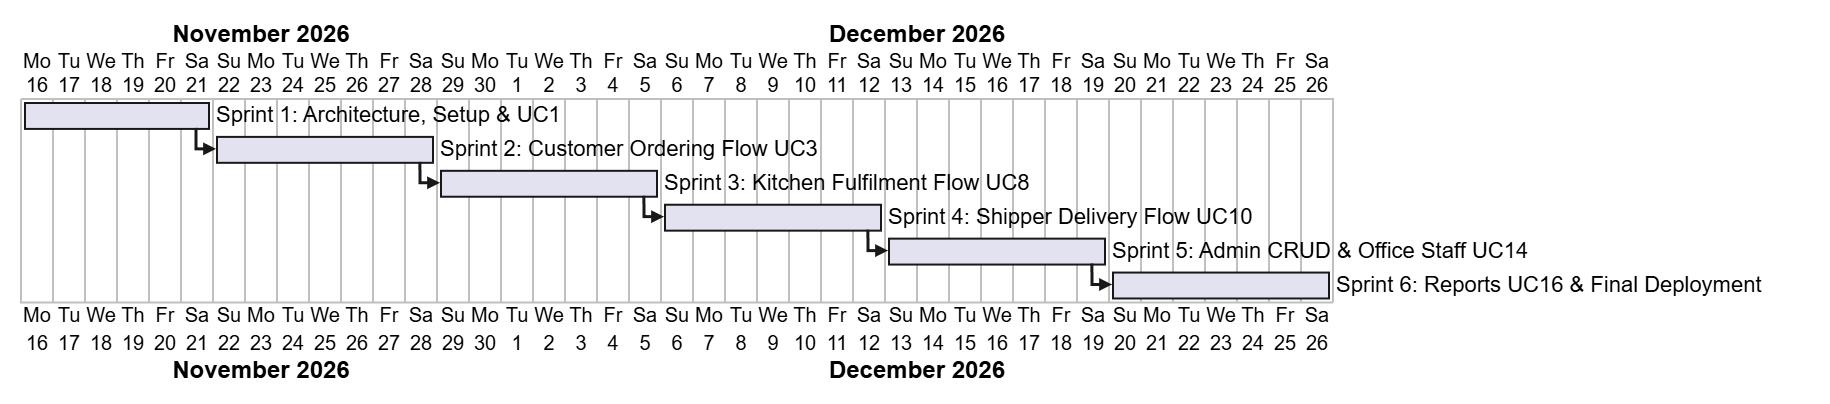 November 2026 December 2026
Mo Tu We Th Fr Sa Su Mo Tu We Th Fr Sa Su Mo Tu We Th Fr Sa Su Mo Tu We Th Fr Sa Su Mo Tu We Th Fr Sa Su Mo Tu We Th Fr Sa
16 17 18 19 20 21 22 23 24 25 26 27 28 29 30 1 2 3 4 5 6 7 8 9 10 11 12 13 14 15 16 17 18 19 20 21 22 23 24 25 26
Sprint 1: Architecture, Setup & UC1
Sprint 2: Customer Ordering Flow UC3
Sprint 3: Kitchen Fulfilment Flow UC8
Sprint 4: Shipper Delivery Flow UC10
Sprint 5: Admin CRUD & Office Staff UC14
Sprint 6: Reports UC16 & Final Deployment
Mo Tu We Th Fr Sa Su Mo Tu We Th Fr Sa Su Mo Tu We Th Fr Sa Su Mo Tu We Th Fr Sa Su Mo Tu We Th Fr Sa Su Mo Tu We Th Fr Sa
16 17 18 19 20 21 22 23 24 25 26 27 28 29 30 1 2 3 4 5 6 7 8 9 10 11 12 13 14 15 16 17 18 19 20 21 22 23 24 25 26
November 2026 December 2026